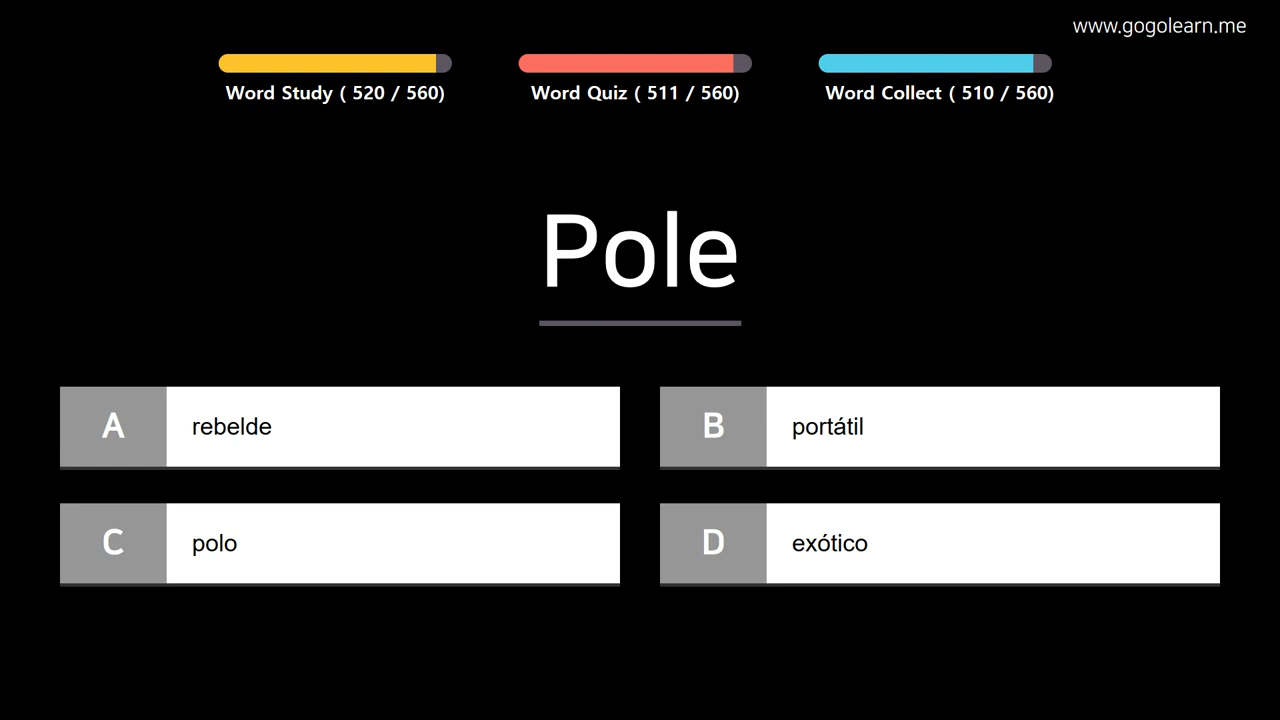 www.gogolearn.me
Word Study ( 520 / 560)
Word Quiz ( 511 / 560)
Word Collect ( 510 / 560)
Pole
A rebelde
B portátil
C polo
D exótico